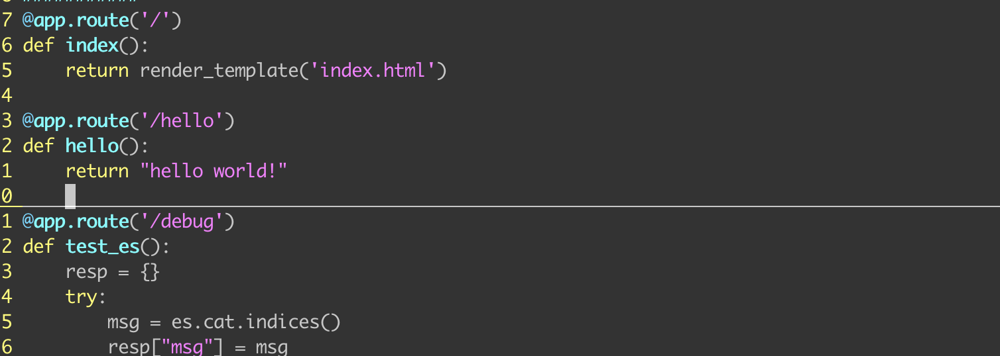 7 @app.route('/')
6 def index():
5     return render_template('index.html')
4
3 @app.route('/hello')
2 def hello():
1     return "hello world!"
0
1 @app.route('/debug')
2 def test_es():
3     resp = {}
4     try:
5         msg = es.cat.indices()
6         resp["msg"] = msg